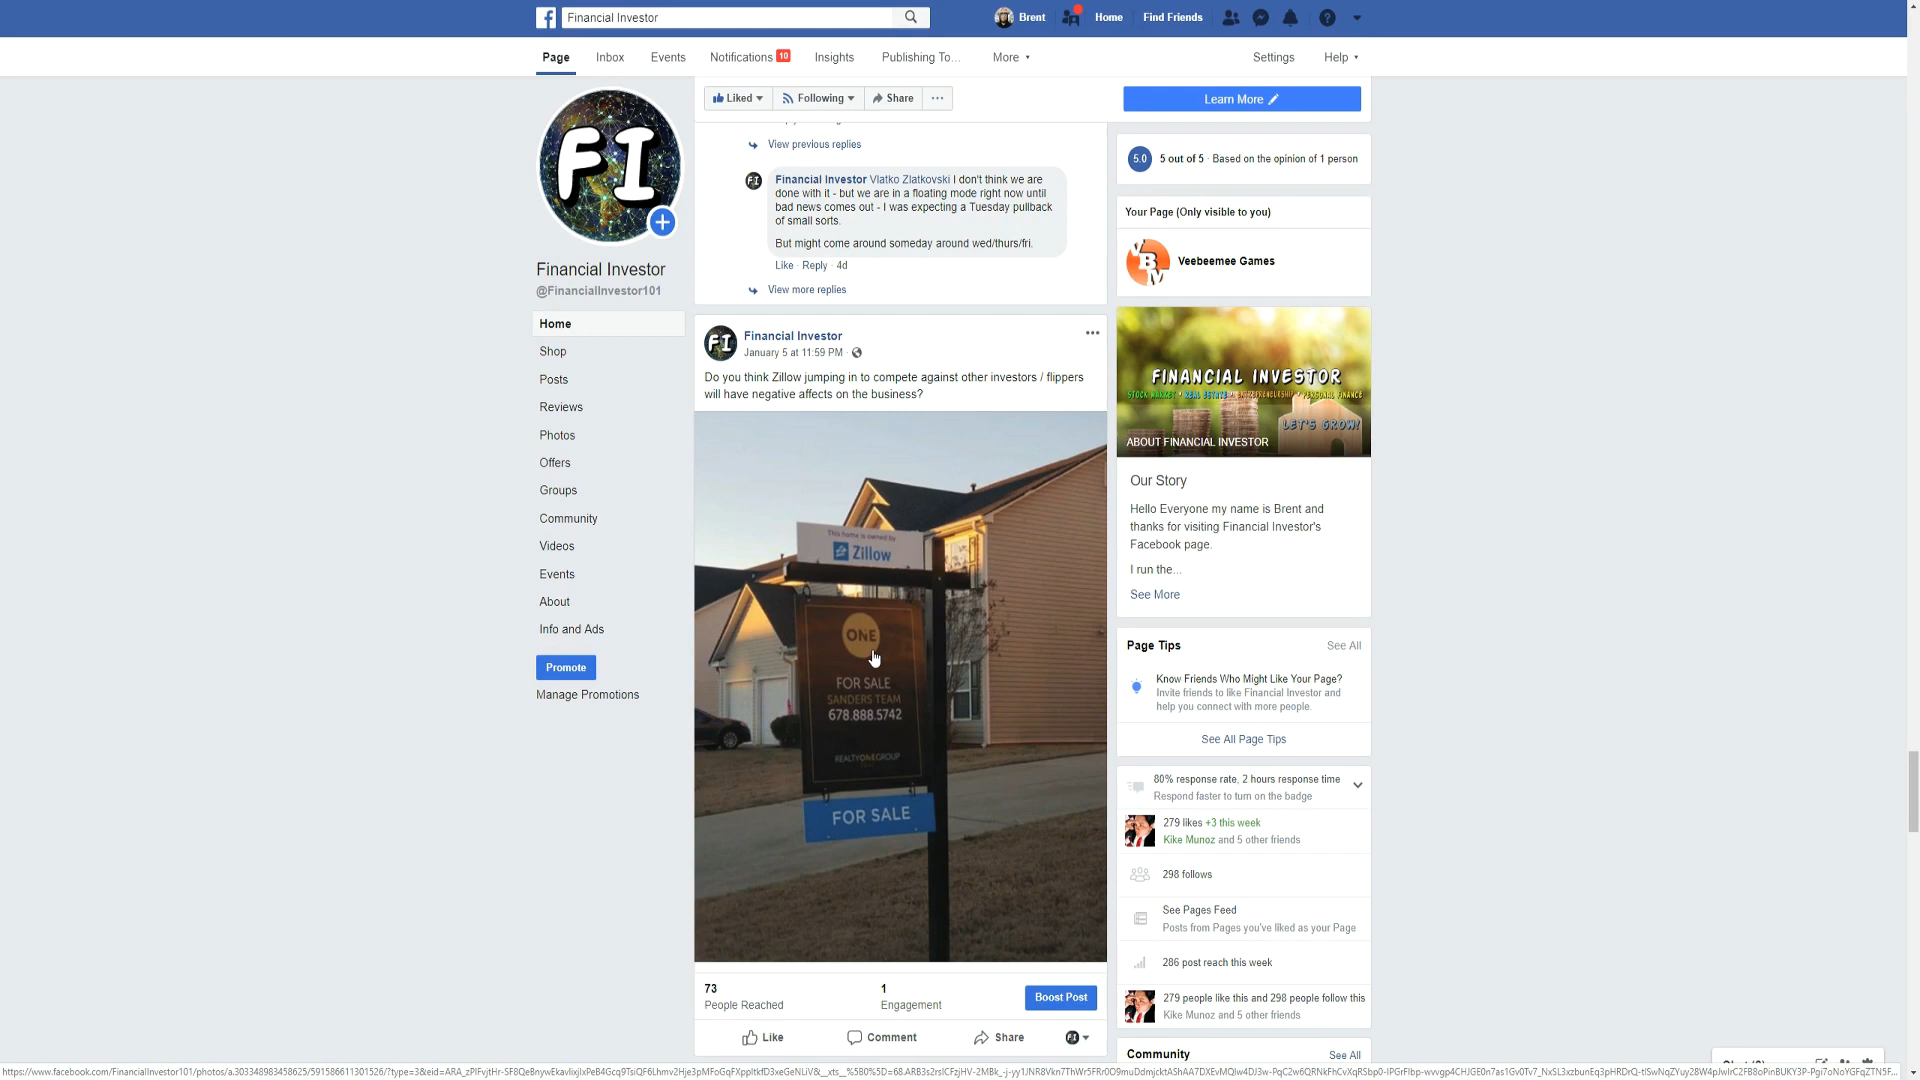 Financial Investor
Brent
Home
Find Friends
Page
Inbox
Events
Notifications 10
Insights
Publishing To...
More
Settings
Help
Liked
Following
Share
Learn More
FI
Financial Investor
@FinancialInvestor101
Home
Shop
Posts
Reviews
Photos
Offers
Groups
Community
Videos
Events
About
Info and Ads
Promote
Manage Promotions
View previous replies
Financial Investor Vlatko Zlatkovski I don't think we are
done with it - but we are in a floating mode right now until
bad news comes out - I was expecting a Tuesday pullback
of small sorts.
But might come around someday around wed/thurs/fri.
Like · Reply · 4d
View more replies
Financial Investor
January 5 at 11:59 PM ·
Do you think Zillow jumping in to compete against other investors / flippers
will have negative affects on the business?
This home is owned by
Zillow
ONE
FOR SALE
SANDERS TEAM
678.888.5742
REALTYONEGROUP
FOR SALE
73
People Reached
1
Engagement
Boost Post
Like
Comment
Share
5.0 5 out of 5 · Based on the opinion of 1 person
Your Page (Only visible to you)
Veebeemee Games
FINANCIAL INVESTOR
STOCK MARKET * REAL ESTATE * ENTREPRENEURSHIP * PERSONAL FINANCE
LET'S GROW!
ABOUT FINANCIAL INVESTOR
Our Story
Hello Everyone my name is Brent and
thanks for visiting Financial Investor's
Facebook page.
I run the...
See More
Page Tips
See All
Know Friends Who Might Like Your Page?
Invite friends to like Financial Investor and
help you connect with more people.
See All Page Tips
80% response rate, 2 hours response time
Respond faster to turn on the badge
279 likes +3 this week
Kike Munoz and 5 other friends
298 follows
See Pages Feed
Posts from Pages you've liked as your Page
286 post reach this week
279 people like this and 298 people follow this
Kike Munoz and 5 other friends
Community
See All